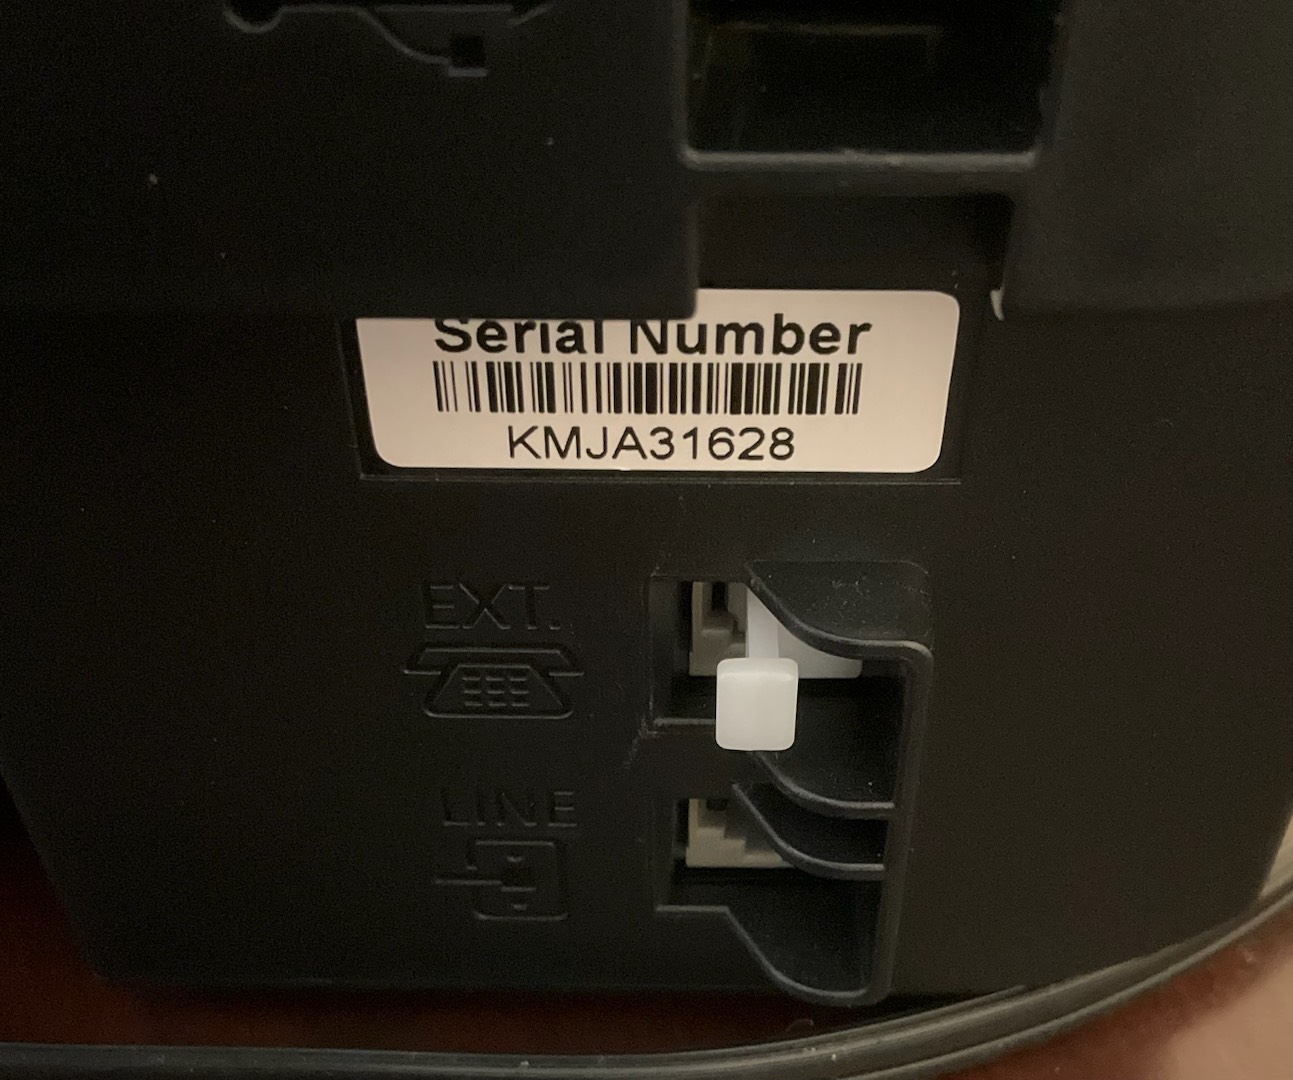 Serial Number
KMJA31628
EXT.
LINE